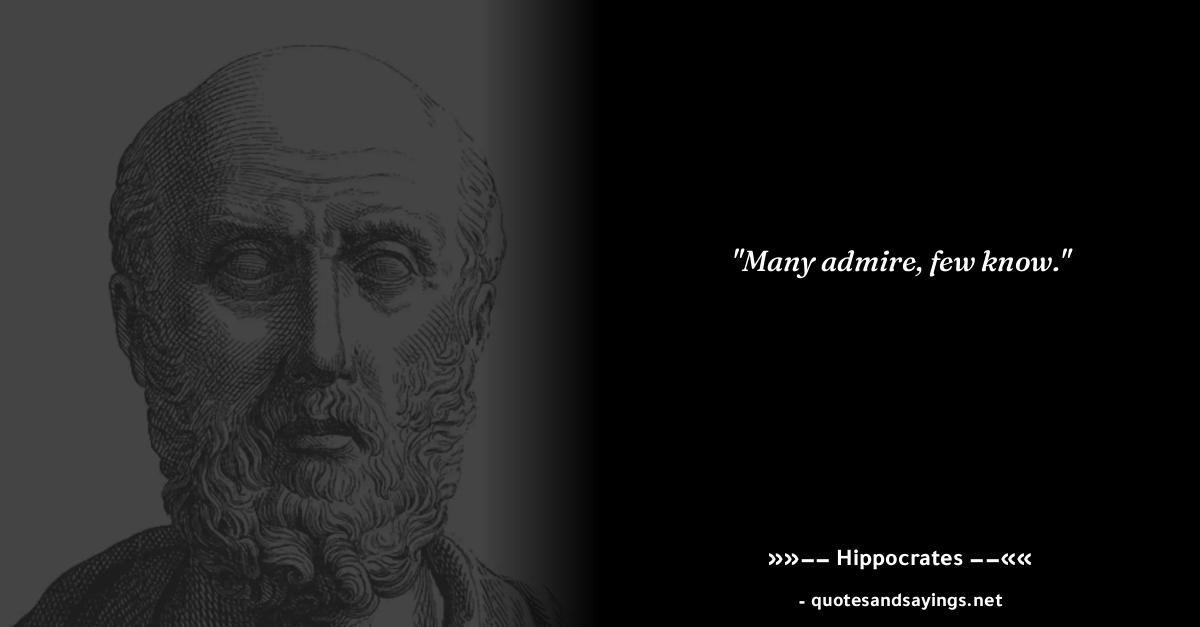 "Many admire, few know."
»»–– Hippocrates ––««
- quotesandsayings.net